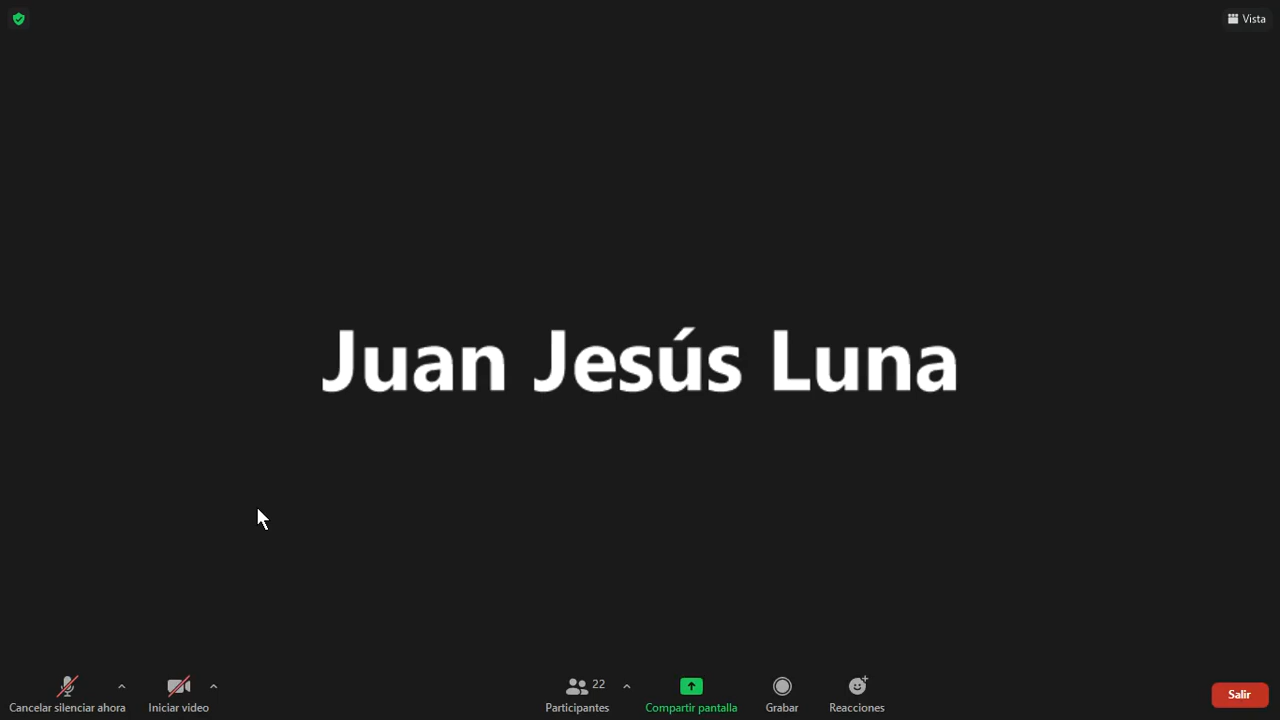 Vista
Juan Jesús Luna
Cancelar silenciar ahora
Iniciar video
22
Participantes
Compartir pantalla
Grabar
Reacciones
Salir